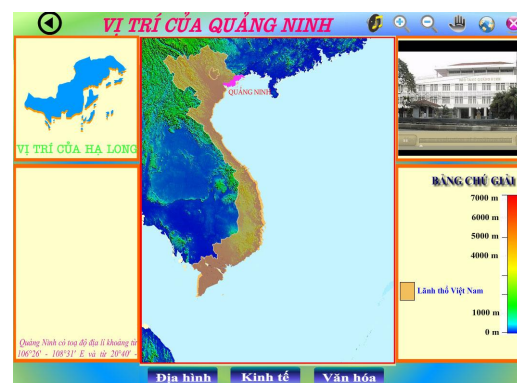 VỊ TRÍ CỦA QUẢNG NINH
VỊ TRÍ CỦA HẠ LONG
QUẢNG NINH
BẢNG CHÚ GIẢI
7000 m
6000 m
5000 m
4000 m
Lãnh thổ Việt Nam
1000 m
0 m
Quảng Ninh có toạ độ địa lí khoảng từ
106°26' - 108°31' E và từ 20°40' -
Địa hình
Kinh tế
Văn hóa